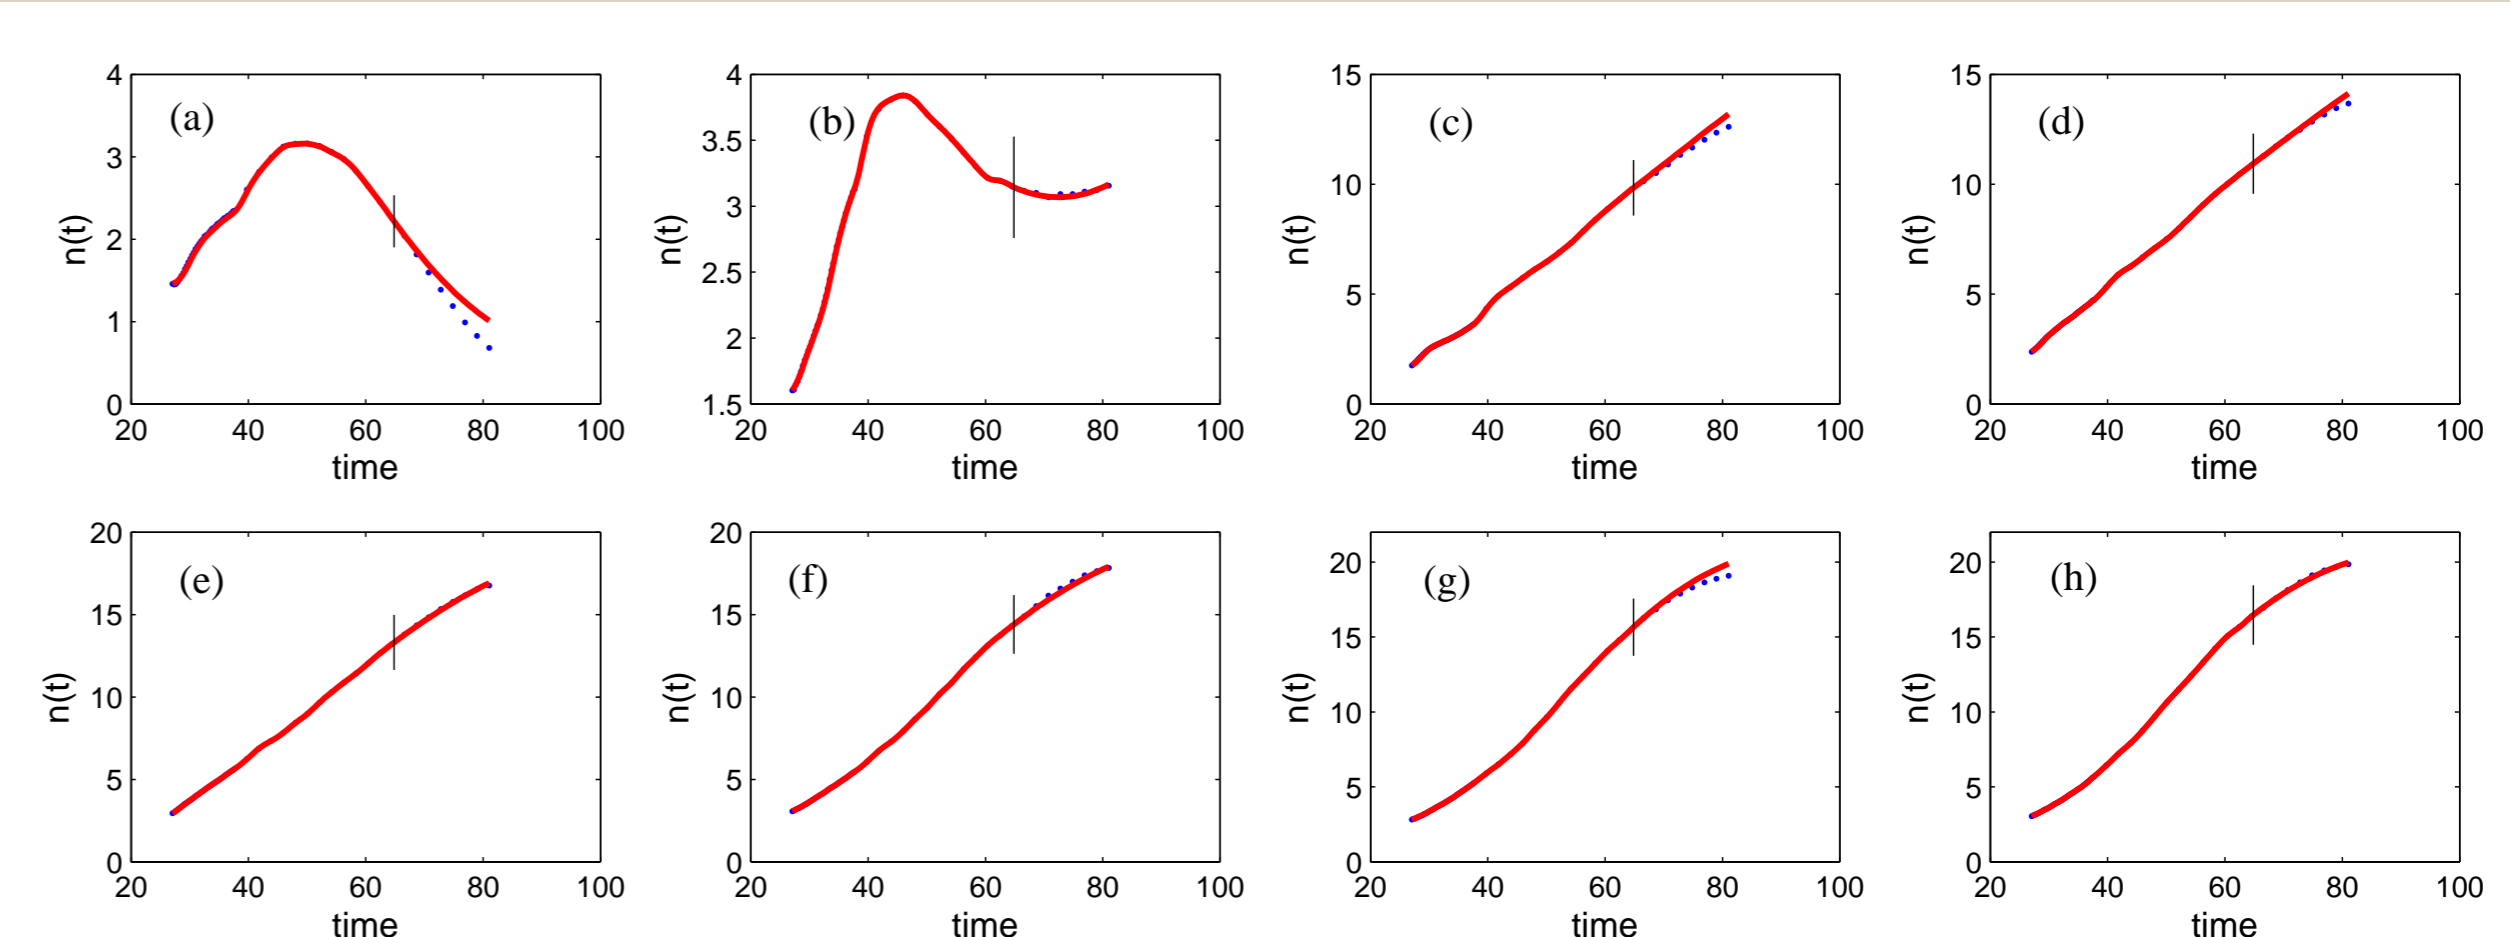 4 4 15 15
(a) (b) (c) (d)
3 3.5 10 10
n(t) 2 n(t) 3 n(t) n(t)
2.5 5 5
1 2
0 1.5 0 0
20 40 60 80 100 20 40 60 80 100 20 40 60 80 100 20 40 60 80 100
time time time time
20 20 20 20
(e) (f) (g) (h)
15 15 15 15
n(t) 10 n(t) 10 n(t) 10 n(t) 10
5 5 5 5
0 0 0 0
20 40 60 80 100 20 40 60 80 100 20 40 60 80 100 20 40 60 80 100
time time time time